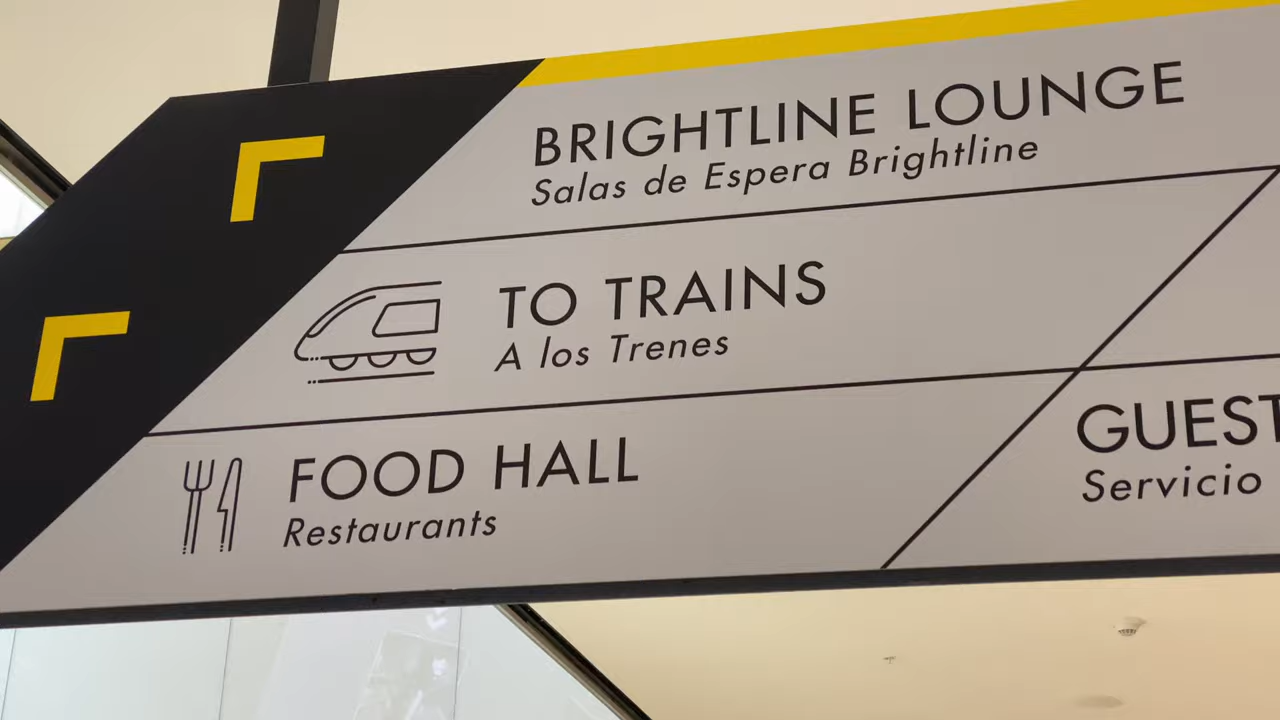 BRIGHTLINE LOUNGE
Salas de Espera Brightline
TO TRAINS
A los Trenes
FOOD HALL
Restaurants
GUEST
Servicio